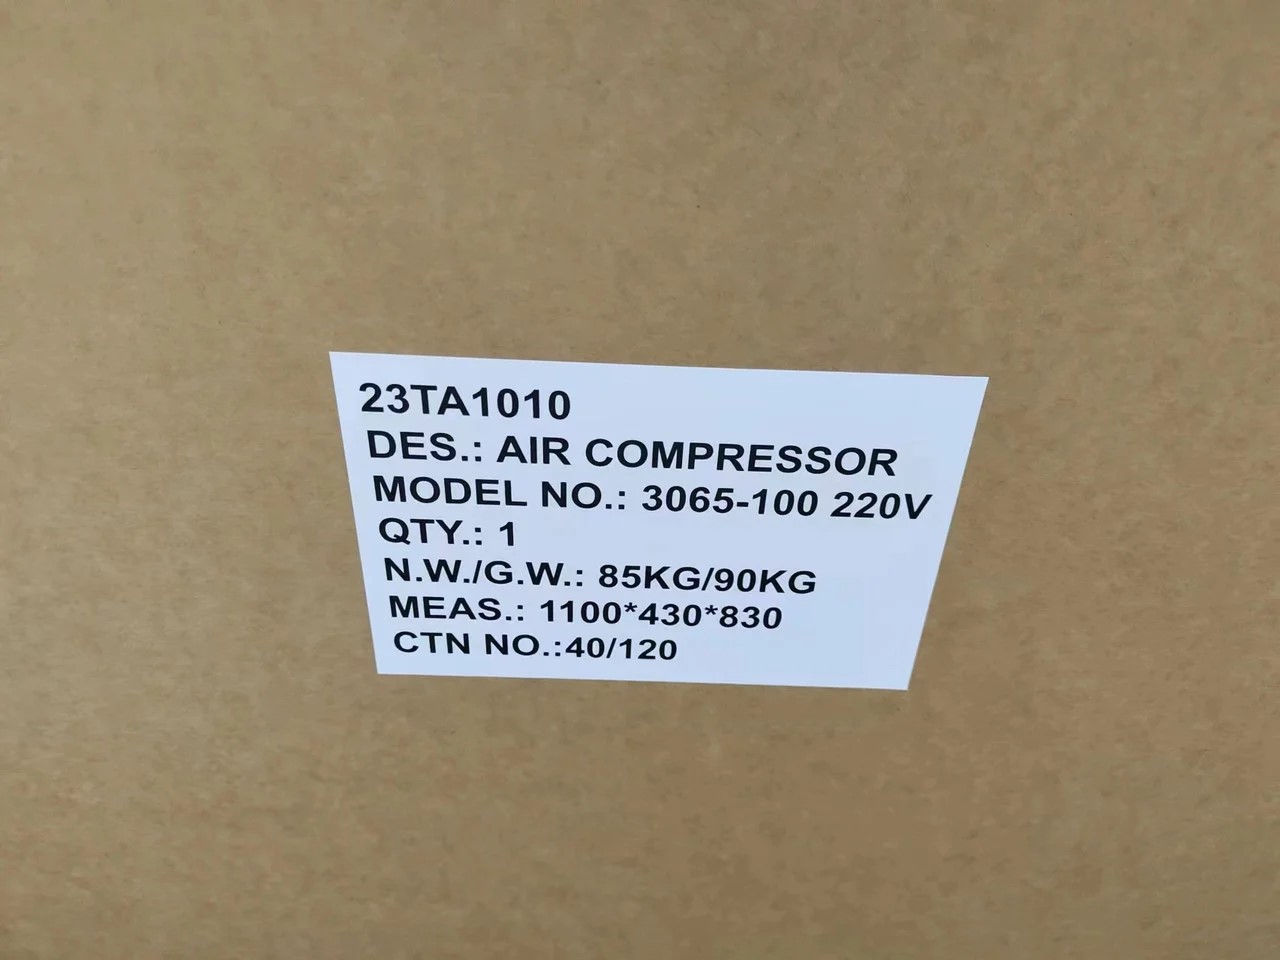 23TA1010
DES.: AIR COMPRESSOR
MODEL NO.: 3065-100 220V
QTY.: 1
N.W./G.W.: 85KG/90KG
MEAS.: 1100*430*830
CTN NO.:40/120